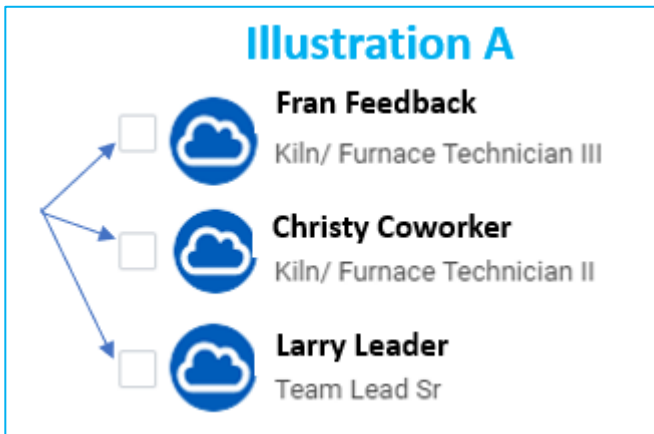 Illustration A
Fran Feedback
Kiln/ Furnace Technician III
Christy Coworker
Kiln/ Furnace Technician II
Larry Leader
Team Lead Sr